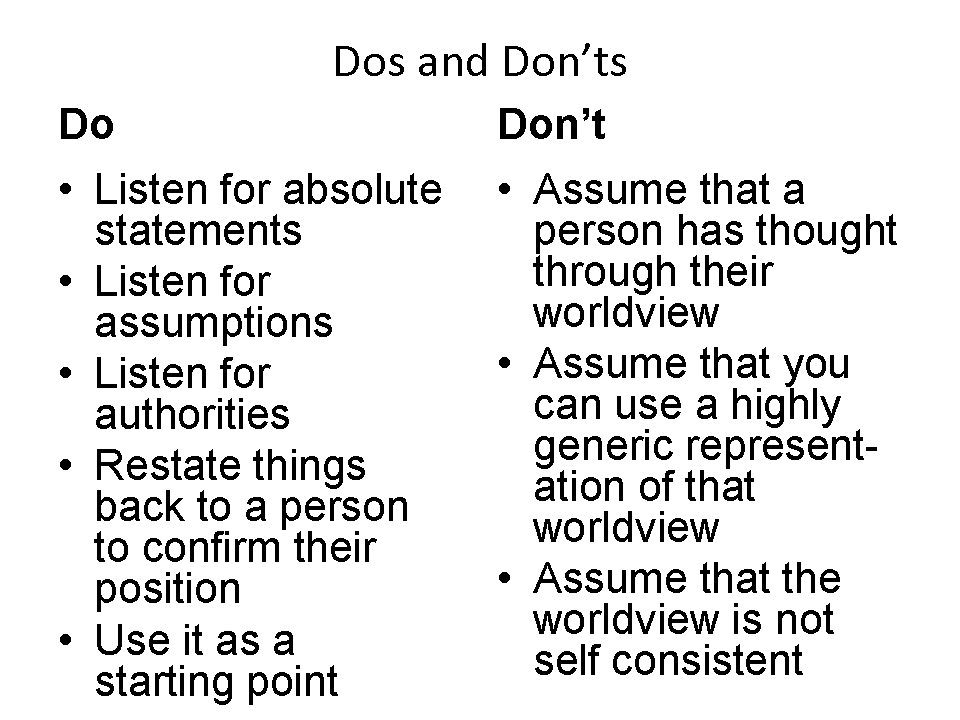 Dos and Don’ts
Do
• Listen for absolute
statements
• Listen for
assumptions
• Listen for
authorities
• Restate things
back to a person
to confirm their
position
• Use it as a
starting point
Don’t
• Assume that a
person has thought
through their
worldview
• Assume that you
can use a highly
generic represent-
ation of that
worldview
• Assume that the
worldview is not
self consistent